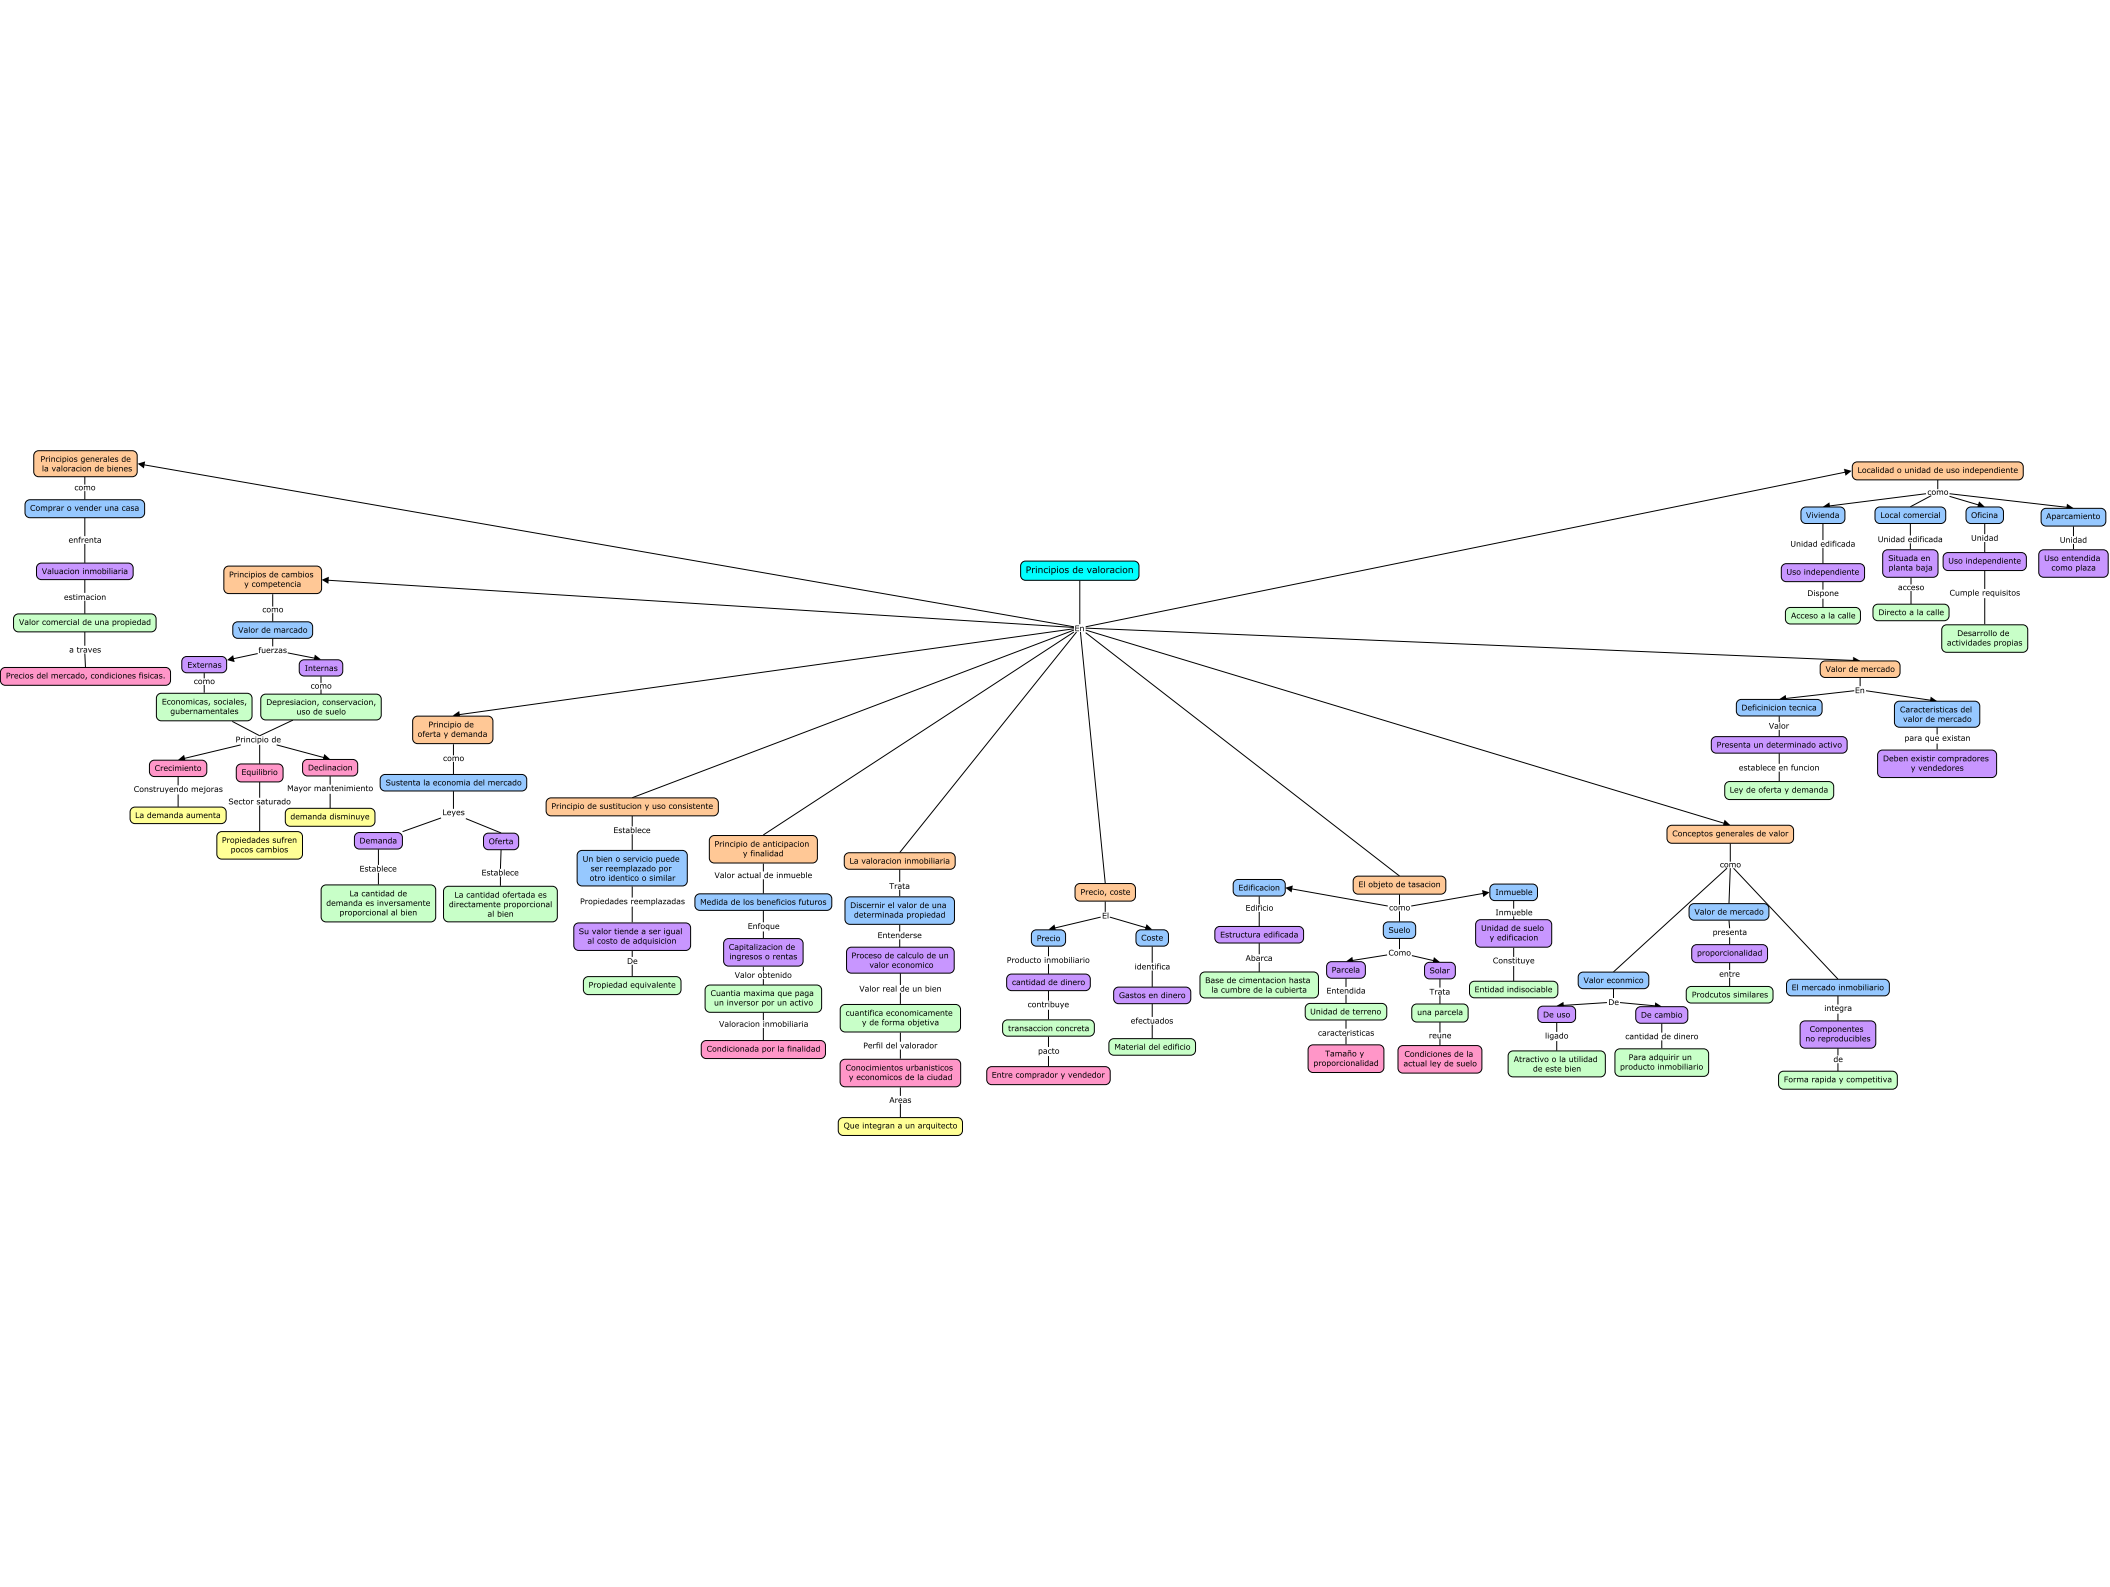 Principios de valoracion
En
Principios generales de
la valoracion de bienes
como
Comprar o vender una casa
enfrenta
Valuacion inmobiliaria
estimacion
Valor comercial de una propiedad
a traves
Precios del mercado, condiciones fisicas.
Principios de cambios
y competencia
como
Valor de marcado
fuerzas
Externas
como
Economicas, sociales,
gubernamentales
Internas
como
Depresiacion, conservacion,
uso de suelo
Principio de
Crecimiento
Construyendo mejoras
La demanda aumenta
Equilibrio
Sector saturado
Propiedades sufren
pocos cambios
Declinacion
Mayor mantenimiento
demanda disminuye
Principio de
oferta y demanda
como
Sustenta la economia del mercado
Leyes
Demanda
Establece
La cantidad de
demanda es inversamente
proporcional al bien
Oferta
Establece
La cantidad ofertada es
directamente proporcional
al bien
Principio de sustitucion y uso consistente
Establece
Un bien o servicio puede
ser reemplazado por
otro identico o similar
Propiedades reemplazadas
Su valor tiende a ser igual
al costo de adquisicion
De
Propiedad equivalente
Principio de anticipacion
y finalidad
Valor actual de inmueble
Medida de los beneficios futuros
Enfoque
Capitalizacion de
ingresos o rentas
Valor obtenido
Cuantia maxima que paga
un inversor por un activo
Valoracion inmobiliaria
Condicionada por la finalidad
La valoracion inmobiliaria
Trata
Discernir el valor de una
determinada propiedad
Entenderse
Proceso de calculo de un
valor economico
Valor real de un bien
cuantifica economicamente
y de forma objetiva
Perfil del valorador
Conocimientos urbanisticos
y economicos de la ciudad
Areas
Que integran a un arquitecto
Precio, coste
El
Precio
Producto inmobiliario
cantidad de dinero
contribuye
transaccion concreta
pacto
Entre comprador y vendedor
Coste
identifica
Gastos en dinero
efectuados
Material del edificio
El objeto de tasacion
como
Edificacion
Edificio
Estructura edificada
Abarca
Base de cimentacion hasta
la cumbre de la cubierta
Suelo
Como
Parcela
Entendida
Unidad de terreno
caracteristicas
Tamaño y
proporcionalidad
Solar
Trata
una parcela
reune
Condiciones de la
actual ley de suelo
Inmueble
Inmueble
Unidad de suelo
y edificacion
Constituye
Entidad indisociable
Conceptos generales de valor
como
Valor econmico
De
De uso
ligado
Atractivo o la utilidad
de este bien
De cambio
cantidad de dinero
Para adquirir un
producto inmobiliario
Valor de mercado
presenta
proporcionalidad
entre
Prodcutos similares
El mercado inmobiliario
integra
Componentes
no reproducibles
de
Forma rapida y competitiva
Valor de mercado
En
Deficinicion tecnica
Valor
Presenta un determinado activo
establece en funcion
Ley de oferta y demanda
Caracteristicas del
valor de mercado
para que existan
Deben existir compradores
y vendedores
Localidad o unidad de uso independiente
como
Vivienda
Unidad edificada
Uso independiente
Dispone
Acceso a la calle
Local comercial
Unidad edificada
Situada en
planta baja
acceso
Directo a la calle
Oficina
Unidad
Uso independiente
Cumple requisitos
Desarrollo de
actividades propias
Aparcamiento
Unidad
Uso entendida
como plaza